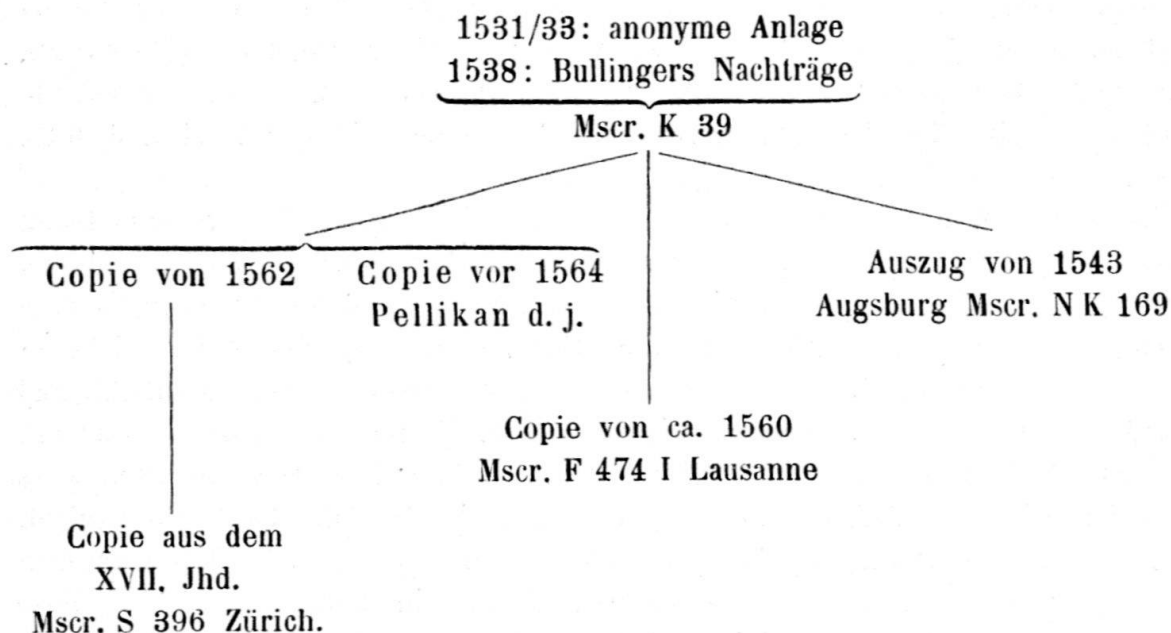 1531/33: anonyme Anlage
1538: Bullingers Nachträge
Mscr. K 39
Copie von 1562
Copie vor 1564
Pellikan d. j.
Auszug von 1543
Augsburg Mscr. N K 169
Copie von ca. 1560
Mscr. F 474 I Lausanne
Copie aus dem
XVII. Jhd.
Mscr. S 396 Zürich.